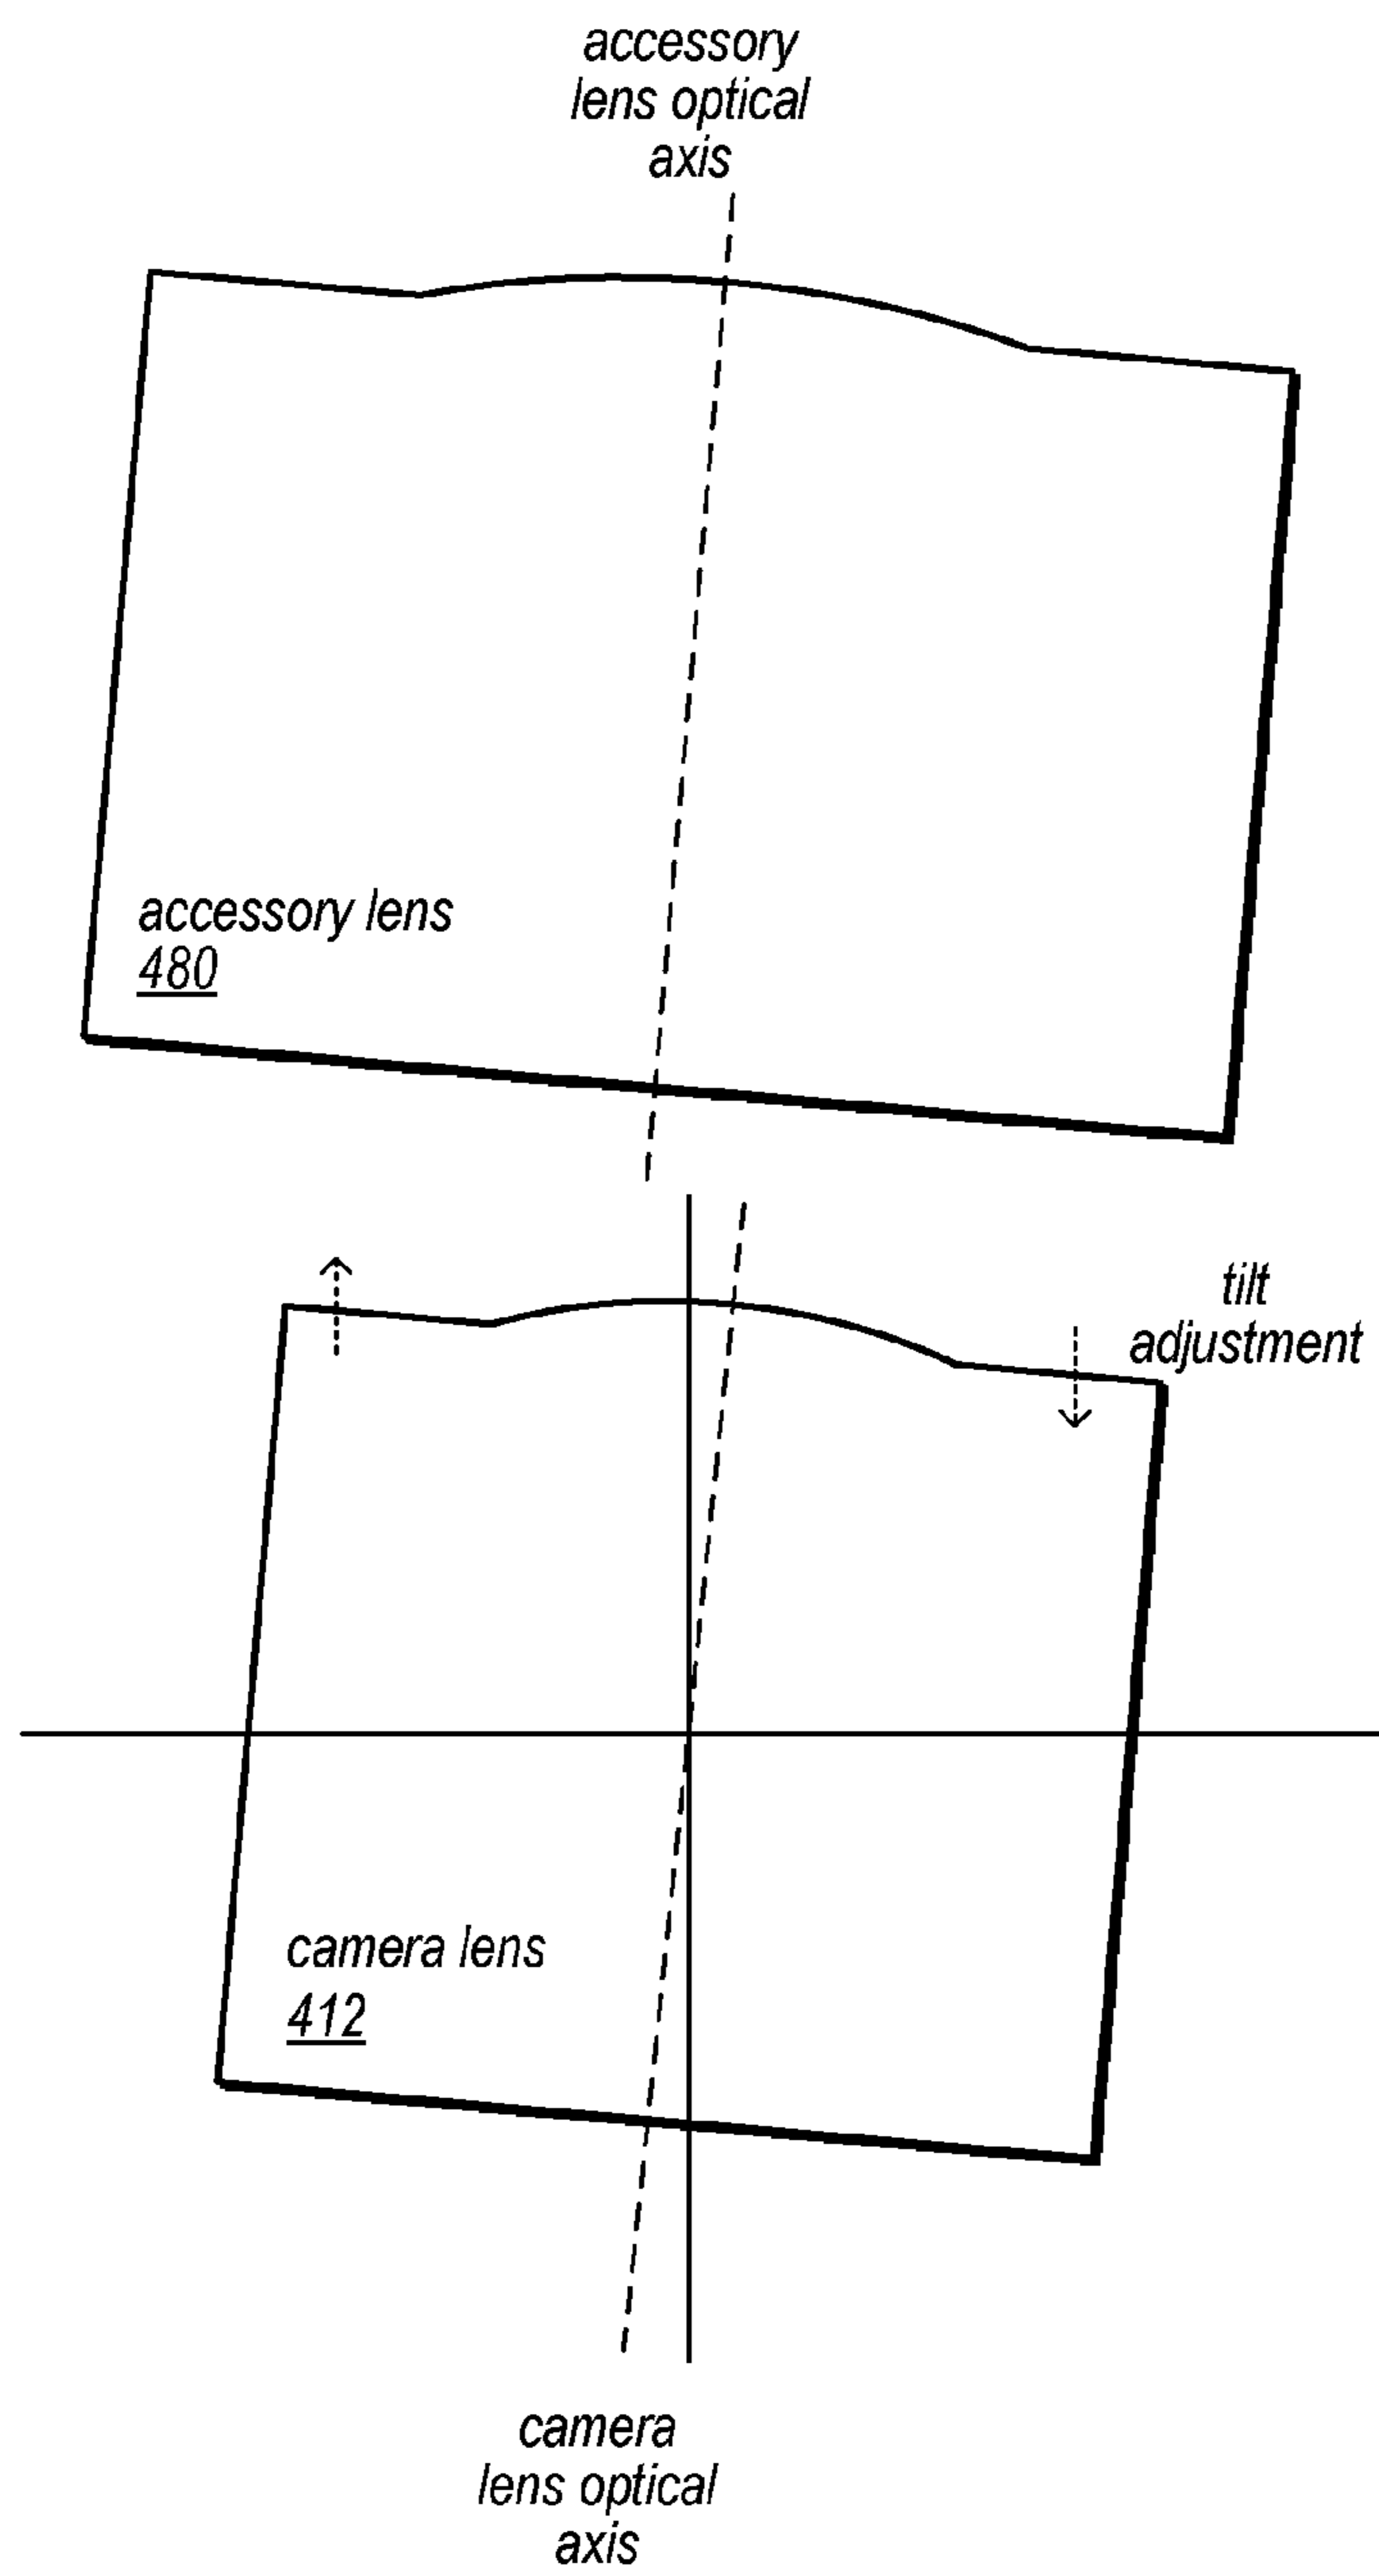 accessory
lens optical
axis
accessory lens
480
tilt
adjustment
camera lens
412
camera
lens optical
axis